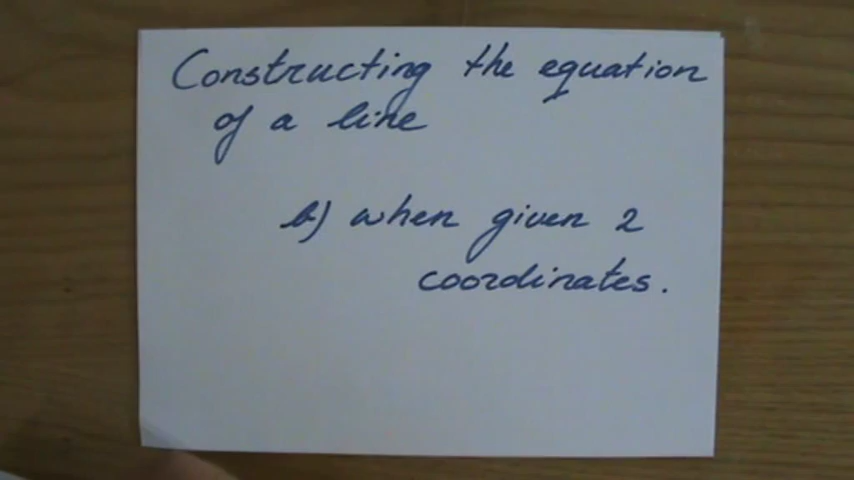 Constructing the equation
of a line
b) when given 2
coordinates.